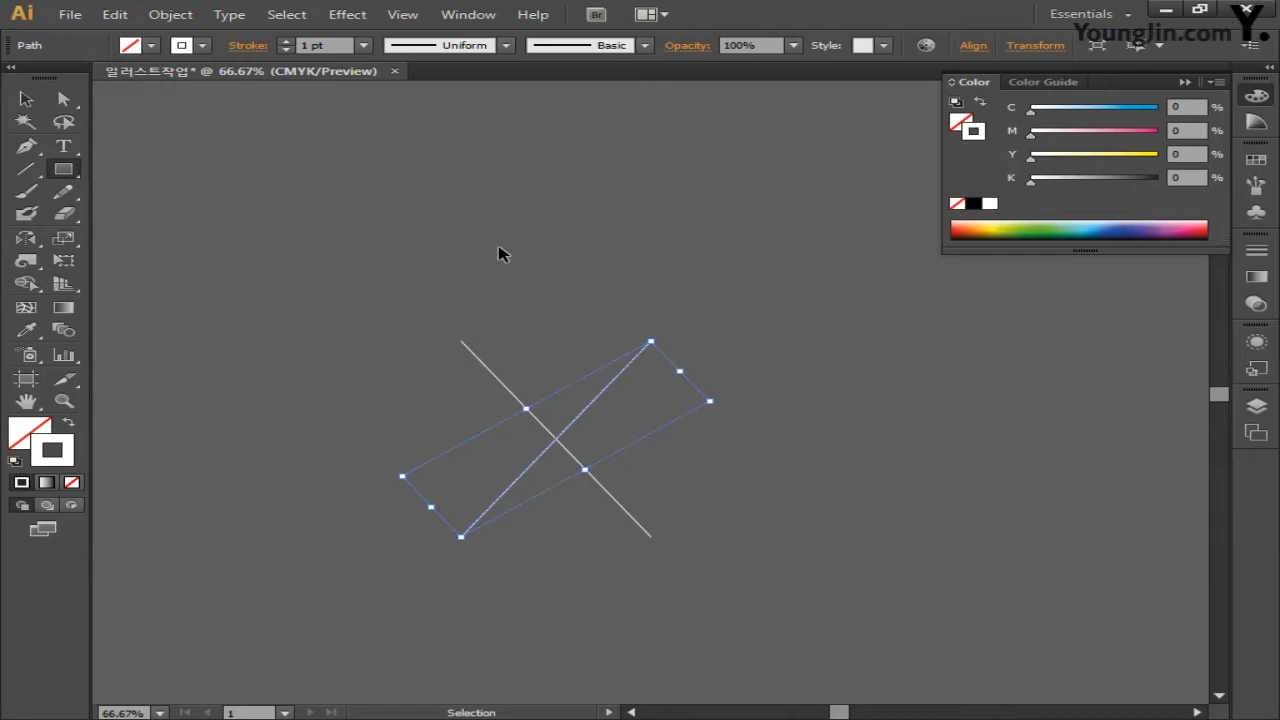 Ai File Edit Object Type Select Effect View Window Help Br Essentials
YoungJin.com Y.
Path Stroke: 1 pt Uniform Basic Opacity: 100% Style: Align Transform
일러스트작업* @ 66.67% (CMYK/Preview) ×
Color Color Guide
C 0 %
M 0 %
Y 0 %
K 0 %
T
66.67% 1 Selection